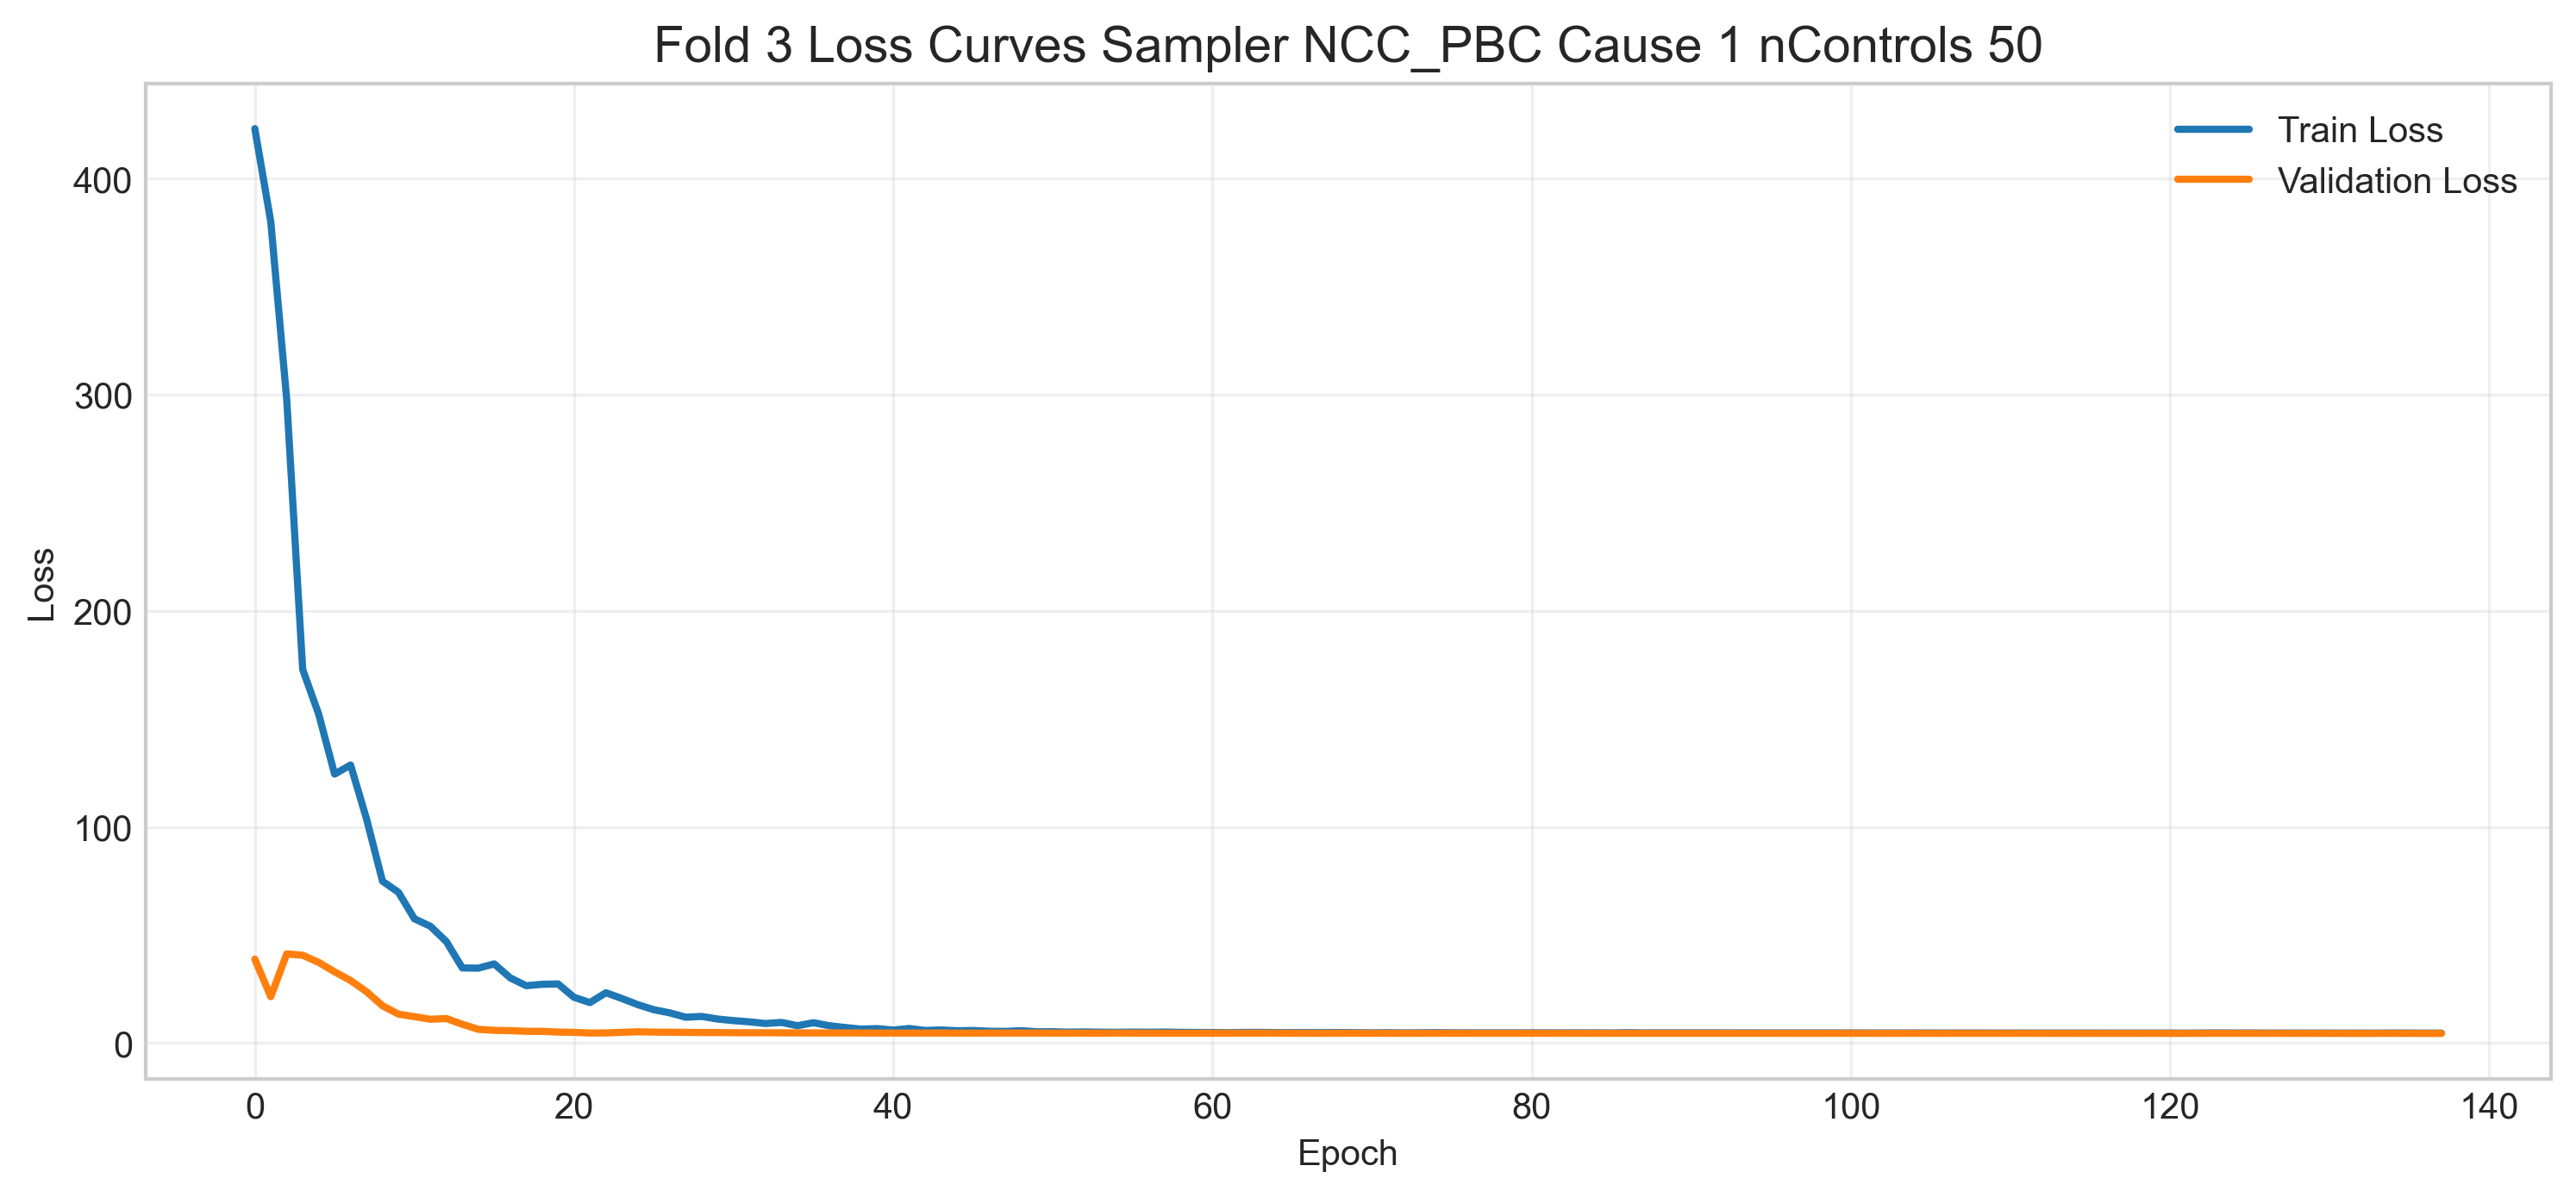 Fold 3 Loss Curves Sampler NCC_PBC Cause 1 nControls 50
Train Loss
Validation Loss
Loss
400
300
200
100
0
0 20 40 60 80 100 120 140
Epoch